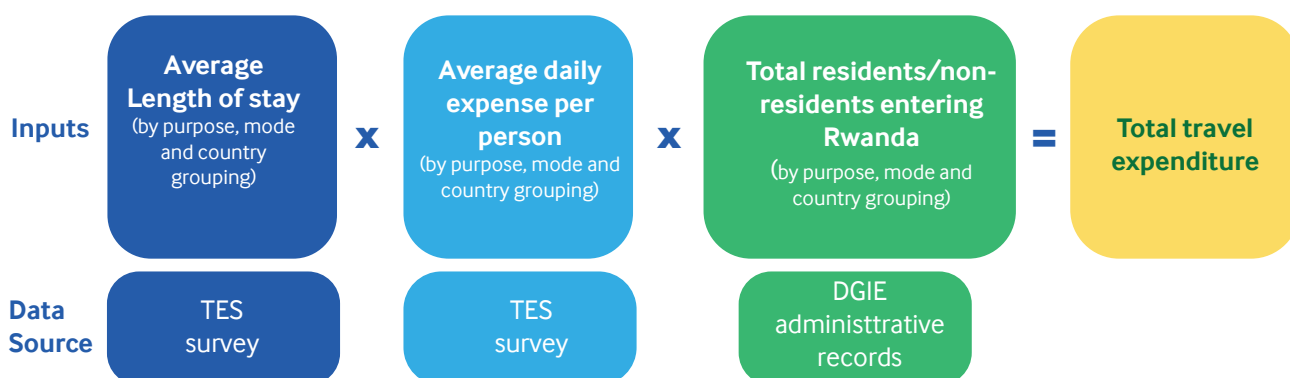 Inputs
Average
Length of stay
(by purpose, mode
and country
grouping)
x
Average daily
expense per
person
(by purpose, mode and
country grouping)
x
Total residents/non-
residents entering
Rwanda
(by purpose, mode and
country grouping)
=
Total travel
expenditure
Data
Source
TES
survey
TES
survey
DGIE
administtrative
records